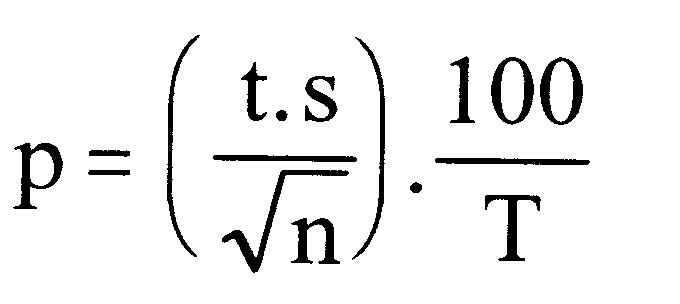 p = ( t.s / √n ) . 100 / T